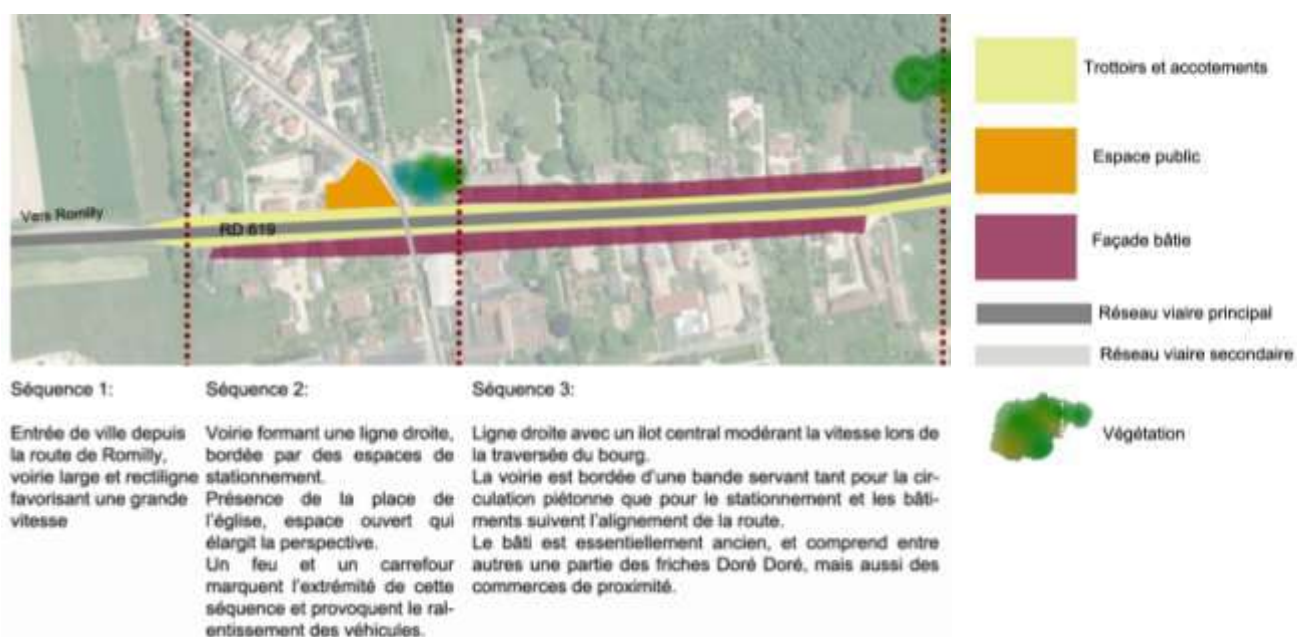 Vers Romilly
RD 619
Trottoirs et accotements
Espace public
Façade bâtie
Réseau viaire principal
Réseau viaire secondaire
Végétation
Séquence 1:
Entrée de ville depuis
la route de Romilly,
voirie large et rectiligne
favorisant une grande
vitesse
Séquence 2:
Voirie formant une ligne droite,
bordée par des espaces de
stationnement.
Présence de la place de
l'église, espace ouvert qui
élargit la perspective.
Un feu et un carrefour
marquent l'extrémité de cette
séquence et provoquent le ral-
entissement des véhicules.
Séquence 3:
Ligne droite avec un îlot central modérant la vitesse lors de
la traversée du bourg.
La voirie est bordée d'une bande servant tant pour la cir-
culation piétonne que pour le stationnement et les bâti-
ments suivent l'alignement de la route.
Le bâti est essentiellement ancien, et comprend entre
autres une partie des friches Doré Doré, mais aussi des
commerces de proximité.